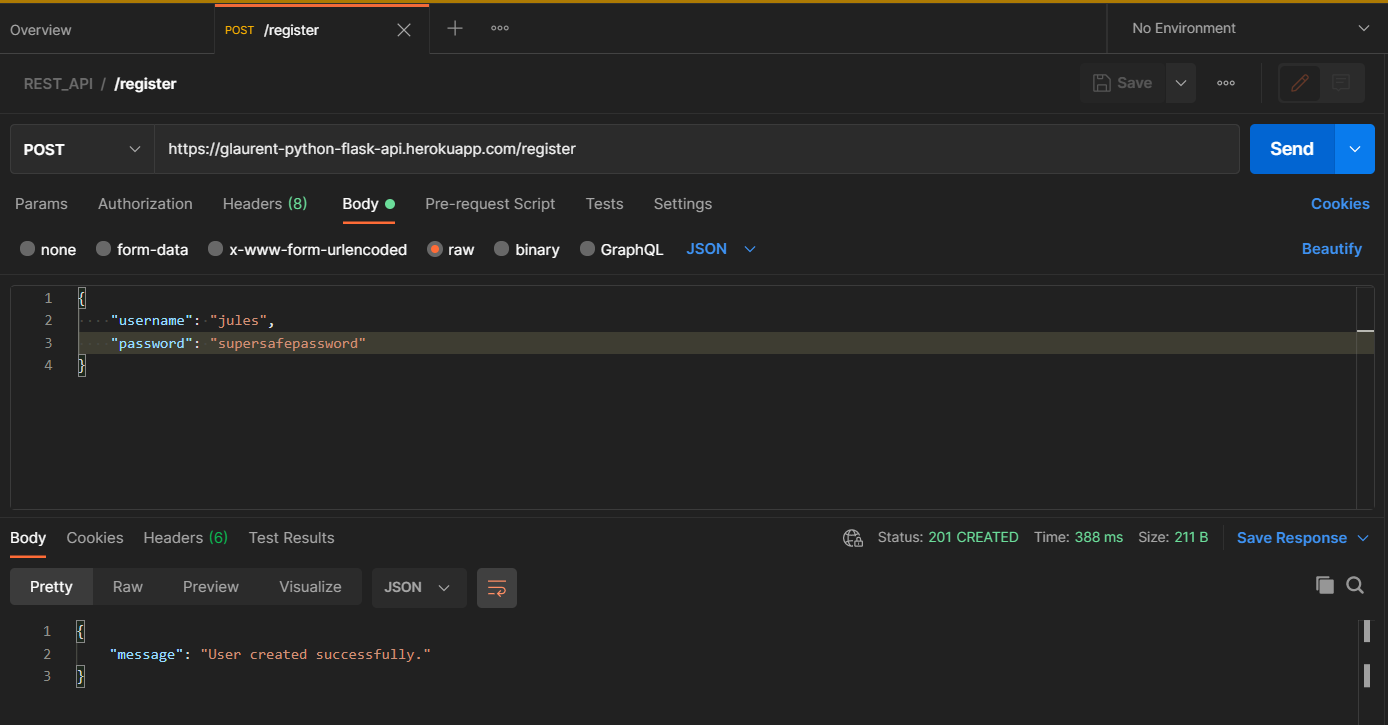 Overview POST /register No Environment
REST_API / /register Save
POST https://glaurent-python-flask-api.herokuapp.com/register Send
Params Authorization Headers (8) Body Pre-request Script Tests Settings Cookies
none form-data x-www-form-urlencoded raw binary GraphQL JSON Beautify
1 {
2 "username": "jules",
3 "password": "supersafepassword"
4 }
Body Cookies Headers (6) Test Results Status: 201 CREATED Time: 388 ms Size: 211 B Save Response
Pretty Raw Preview Visualize JSON
1 {
2 "message": "User created successfully."
3 }